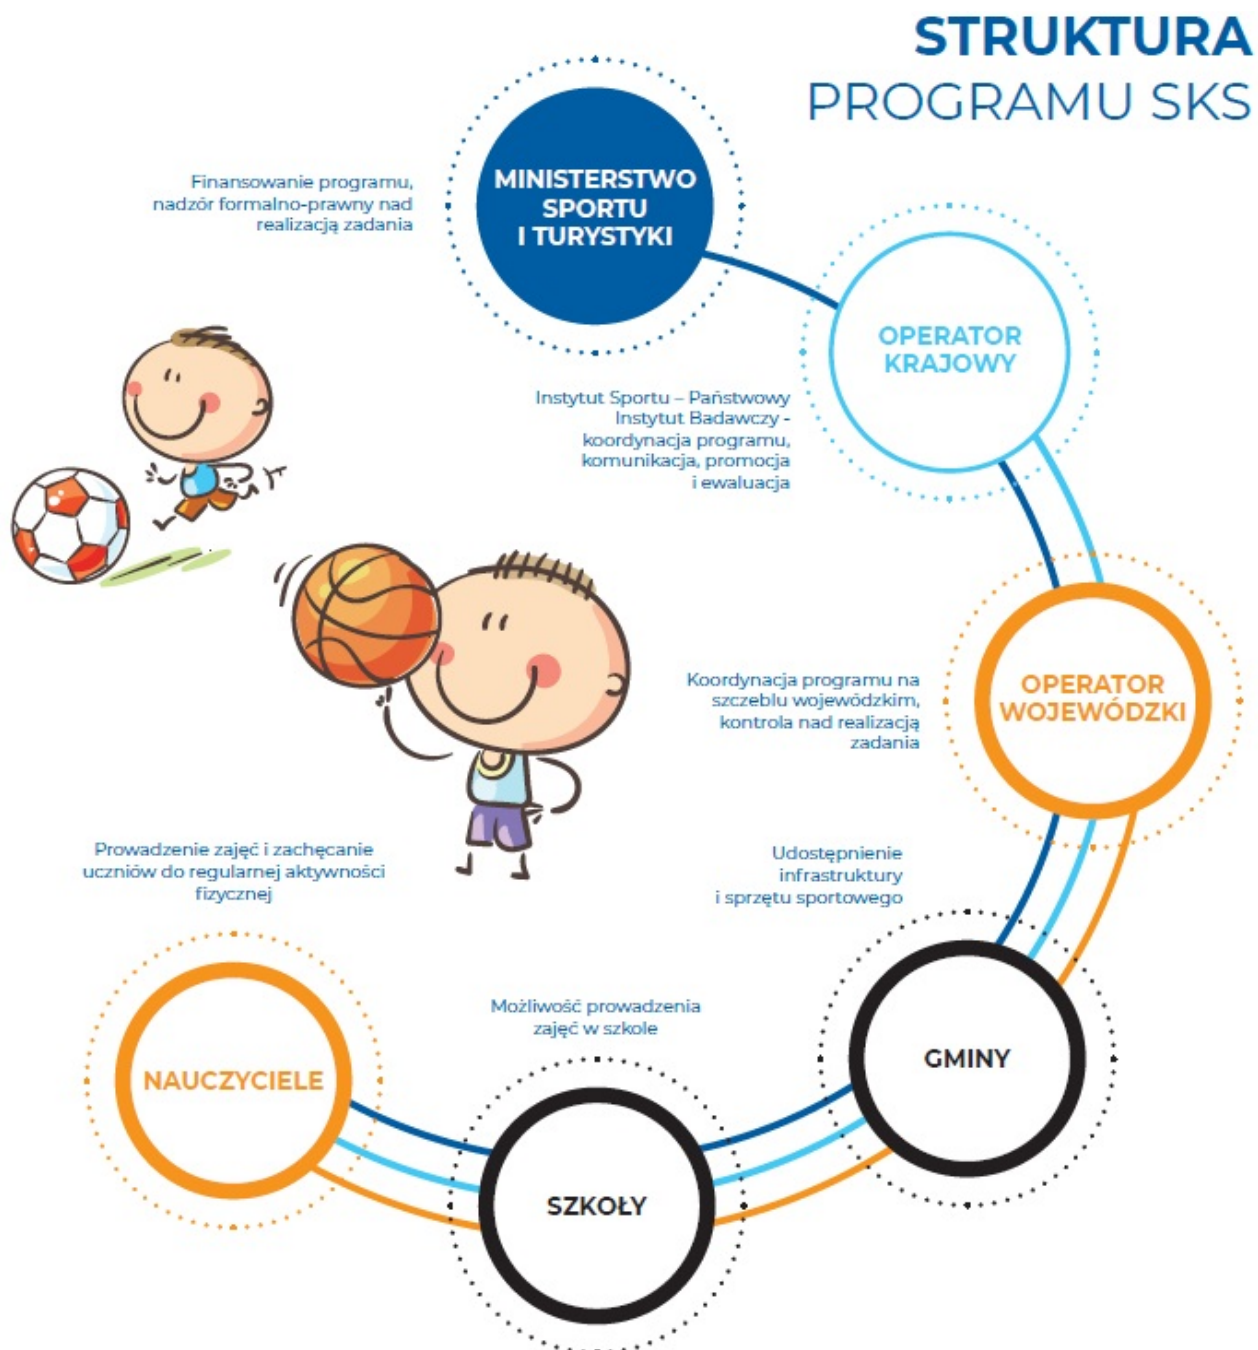 STRUKTURA
PROGRAMU SKS
MINISTERSTWO
SPORTU
I TURYSTYKI
Finansowanie programu,
nadzór formalno-prawny nad
realizacją zadania
OPERATOR
KRAJOWY
Instytut Sportu – Państwowy
Instytut Badawczy -
koordynacja programu,
komunikacja, promocja
i ewaluacja
OPERATOR
WOJEWÓDZKI
Koordynacja programu na
szczeblu wojewódzkim,
kontrola nad realizacją
zadania
Udostępnienie
infrastruktury
i sprzętu sportowego
GMINY
Możliwość prowadzenia
zajęć w szkole
SZKOŁY
Prowadzenie zajęć i zachęcanie
uczniów do regularnej aktywności
fizycznej
NAUCZYCIELE